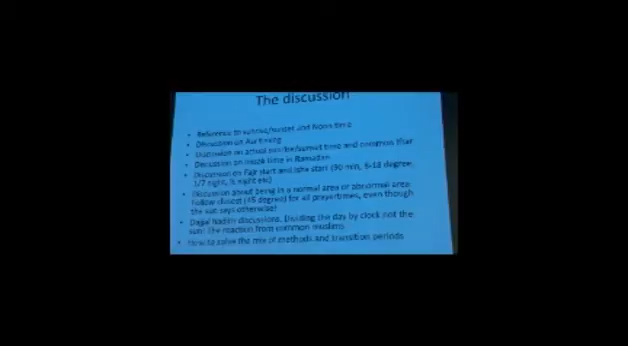 The discussion
• Reference to sunrise/sunset and Noon time
• Discussion on Asr timing
• Discussion on actual sunrise/sunset time and common than
• Discussion on imsak time in Ramadan
• Discussion on Fajr start and Isha start (90 min, 6-18 degree,
1/7 night, ½ night etc)
• Discussion about being in a normal area or abnormal area.
Follow closest (45 degree) for all prayertimes, even though
the sun says otherwise!
• Dajjal hadith discussions. Dividing the day by clock not the
sun! The reaction from common muslims
• How to solve the mix of methods and transition periods